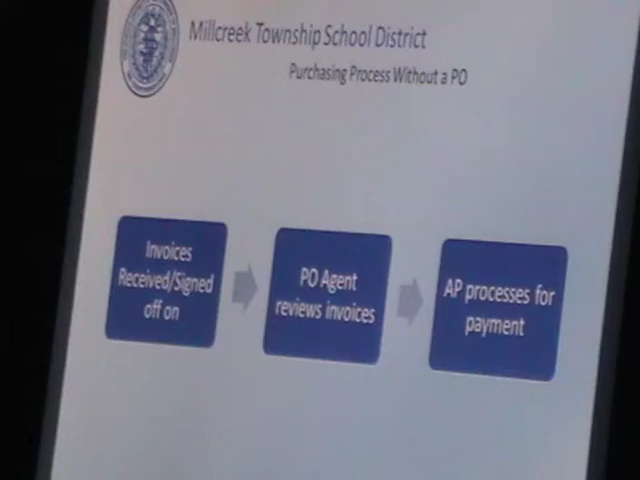 Millcreek Township School District
Purchasing Process Without a PO
Invoices
Received/Signed
off on
PO Agent
reviews invoices
AP processes for
payment